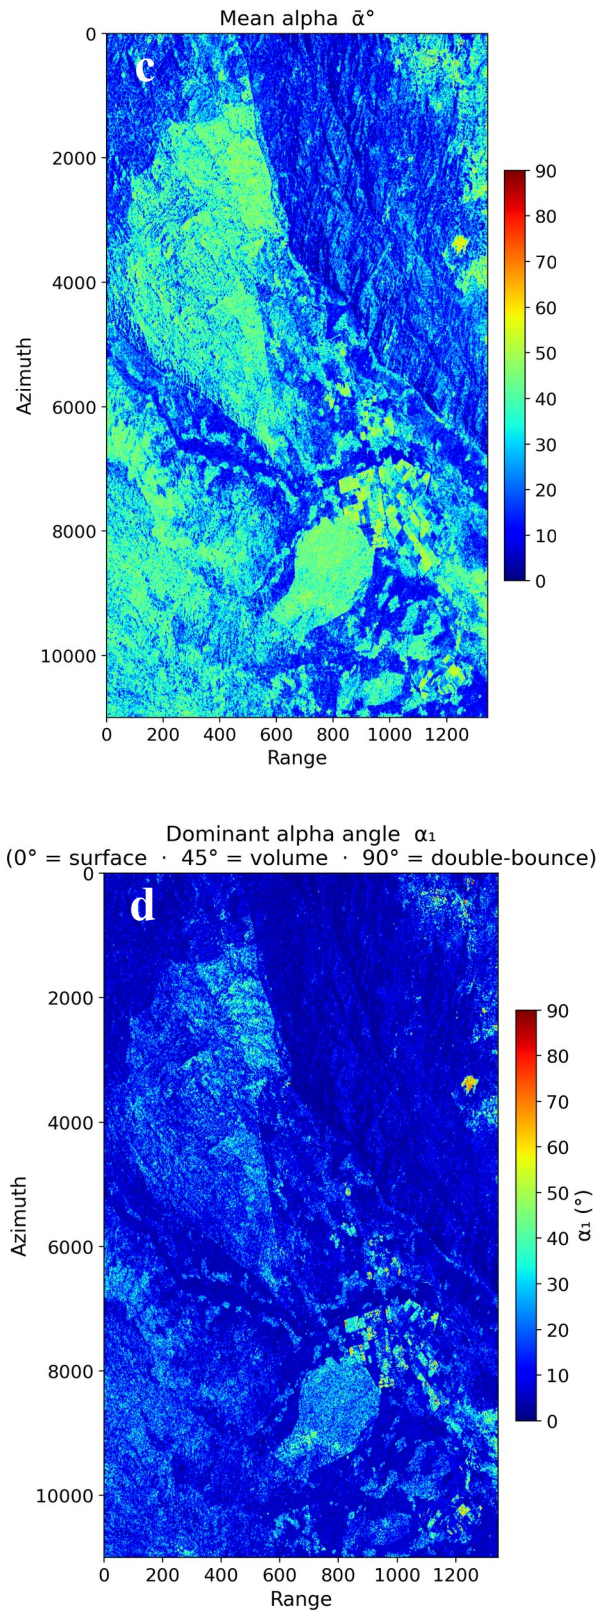 Mean alpha ᾱ°
c
0
2000
4000
6000
8000
10000
Azimuth
0 200 400 600 800 1000 1200
Range
90
80
70
60
50
40
30
20
10
0
Dominant alpha angle α₁
(0° = surface · 45° = volume · 90° = double-bounce)
d
0
2000
4000
6000
8000
10000
Azimuth
0 200 400 600 800 1000 1200
Range
90
80
70
60
50
40
30
20
10
0
α₁ (°)